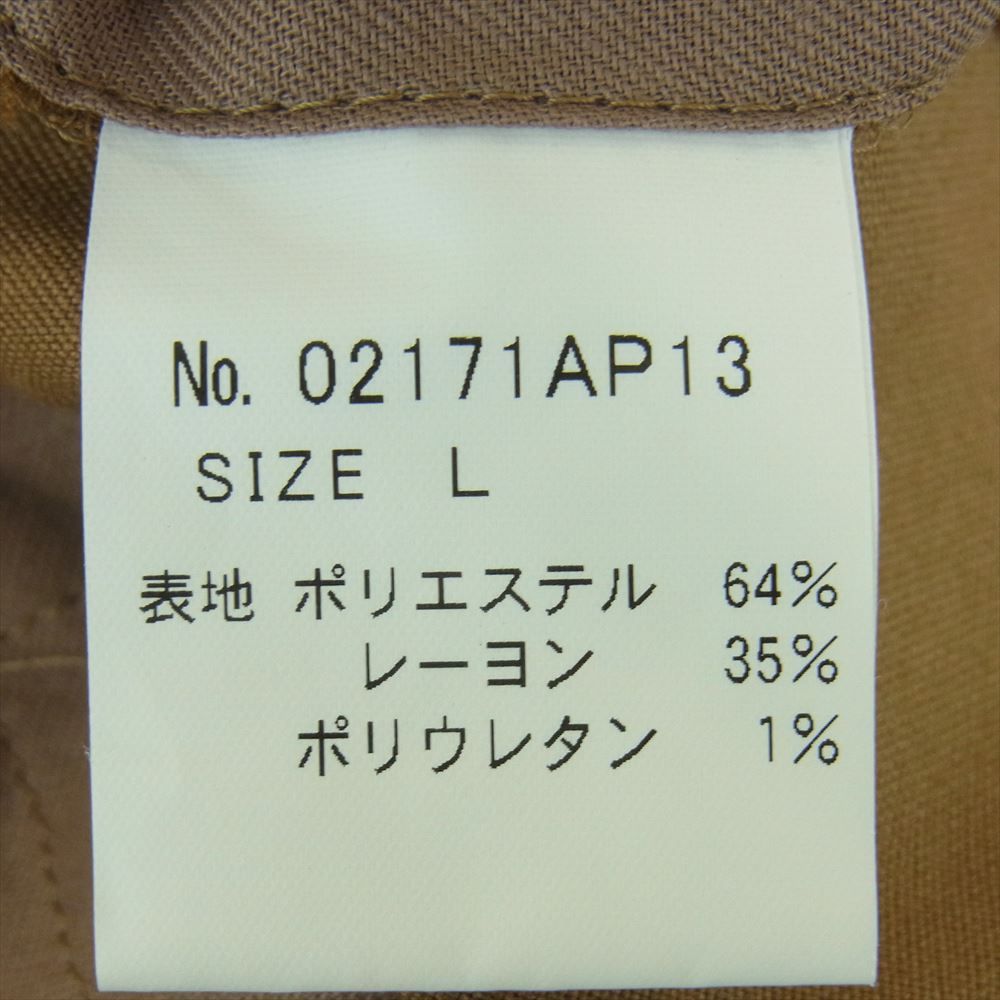 No. 02171AP13
SIZE L
表地 ポリエステル 64%
レーヨン 35%
ポリウレタン 1%